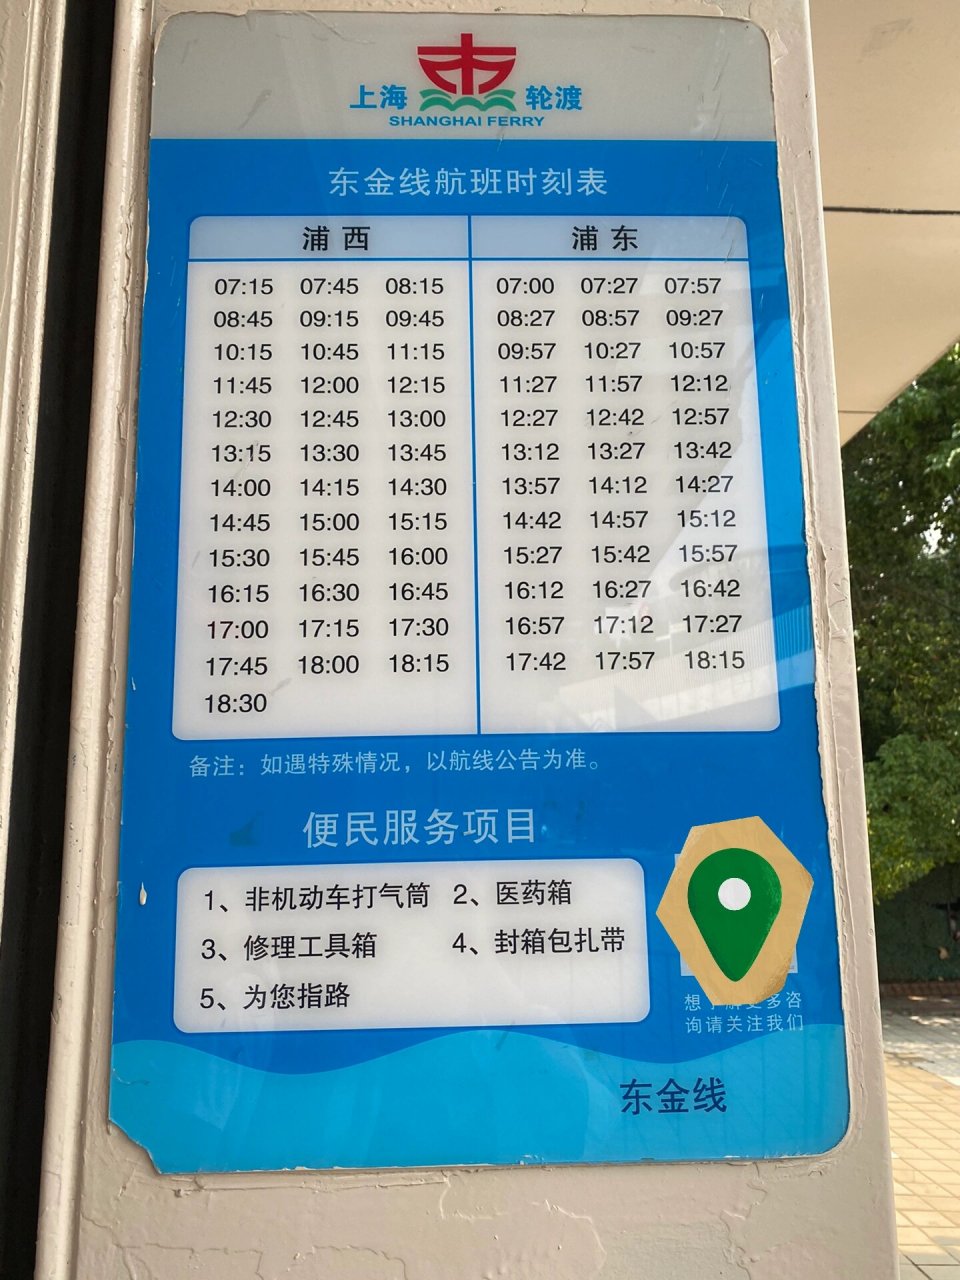 上海 轮渡
SHANGHAI FERRY
东金线航班时刻表
浦西 浦东
07:15 07:45 08:15 07:00 07:27 07:57
08:45 09:15 09:45 08:27 08:57 09:27
10:15 10:45 11:15 09:57 10:27 10:57
11:45 12:00 12:15 11:27 11:57 12:12
12:30 12:45 13:00 12:27 12:42 12:57
13:15 13:30 13:45 13:12 13:27 13:42
14:00 14:15 14:30 13:57 14:12 14:27
14:45 15:00 15:15 14:42 14:57 15:12
15:30 15:45 16:00 15:27 15:42 15:57
16:15 16:30 16:45 16:12 16:27 16:42
17:00 17:15 17:30 16:57 17:12 17:27
17:45 18:00 18:15 17:42 17:57 18:15
18:30
备注：如遇特殊情况，以航线公告为准。
便民服务项目
1、非机动车打气筒 2、医药箱
3、修理工具箱 4、封箱包扎带
5、为您指路
想了解更多咨
询请关注我们
东金线